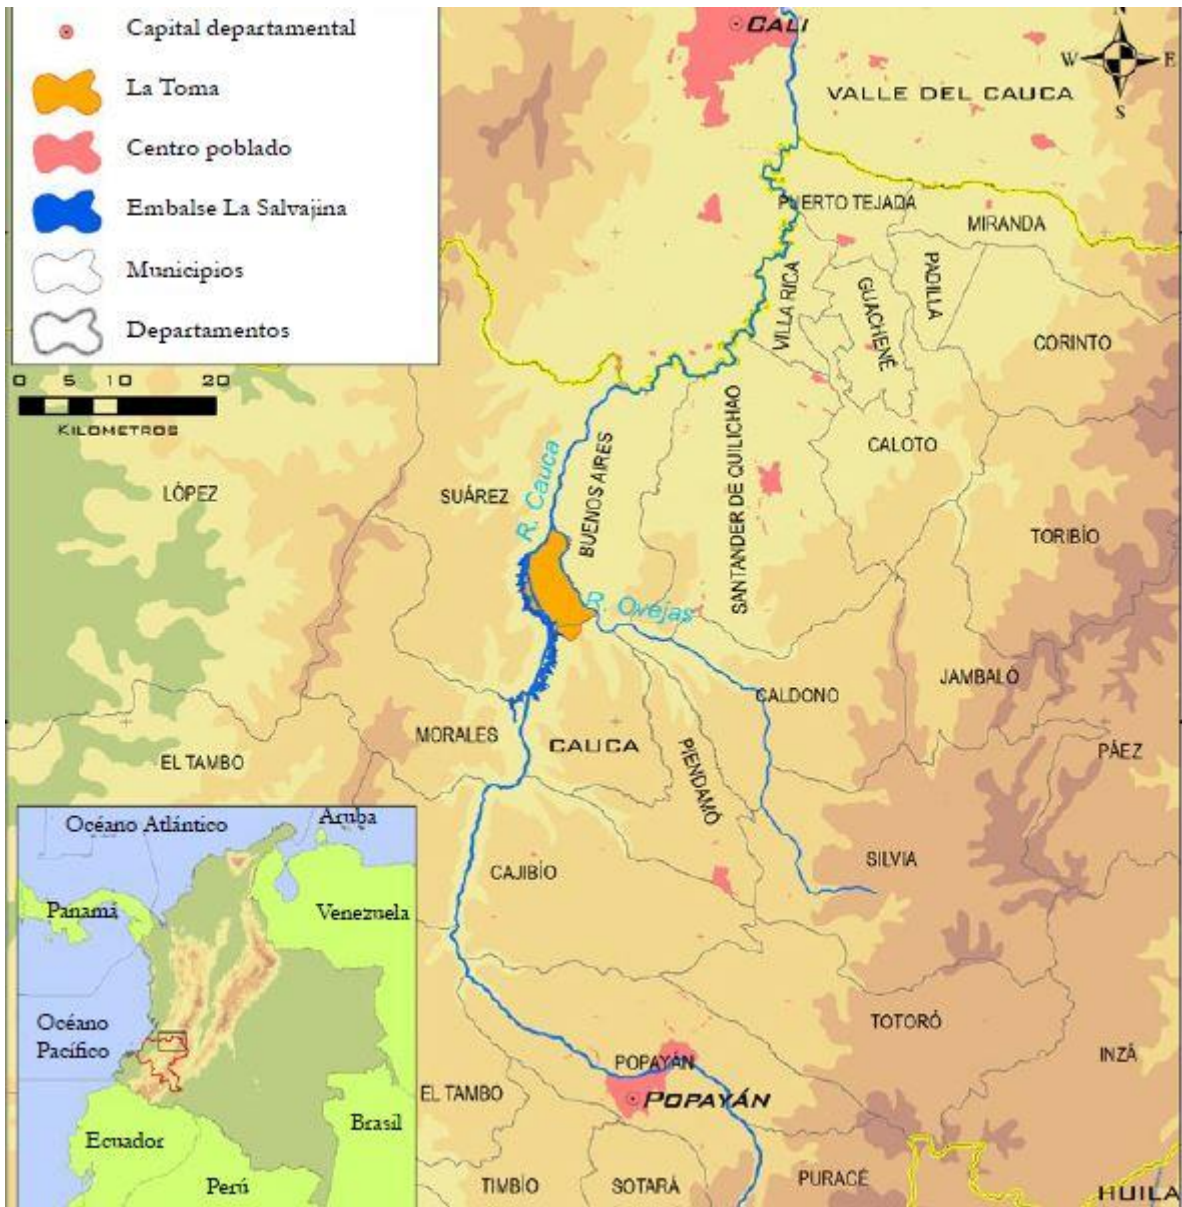 Capital departamental
La Toma
Centro poblado
Embalse La Salvajina
Municipios
Departamentos
0 5 10 20
KILOMETROS
CALI
N
W E
S
VALLE DEL CAUCA
PUERTO TEJADA
MIRANDA
VILLA RICA
GUACHENÉ
PADILLA
CORINTO
R. Cauca
BUENOS AIRES
SANTANDER DE QUILICHAO
CALOTO
LÓPEZ
SUÁREZ
TORIBÍO
R. Ovejas
JAMBALÓ
CALDONO
MORALES
CAUCA
PIENDAMÓ
PÁEZ
EL TAMBO
SILVIA
CAJIBÍO
TOTORÓ
INZÁ
POPAYÁN
POPAYÁN
EL TAMBO
TIMBÍO
SOTARÁ
PURACÉ
HUILA
Océano Atlántico
Aruba
Panamá
Venezuela
Océano
Pacífico
Ecuador
Brasil
Perú